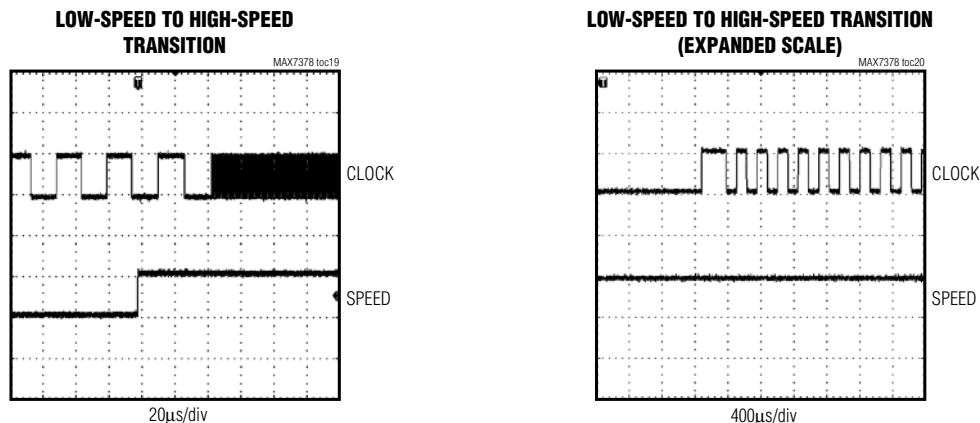 LOW-SPEED TO HIGH-SPEED
TRANSITION
MAX7378 toc19
T
CLOCK
SPEED
20µs/div
LOW-SPEED TO HIGH-SPEED TRANSITION
(EXPANDED SCALE)
MAX7378 toc20
T
CLOCK
SPEED
400µs/div